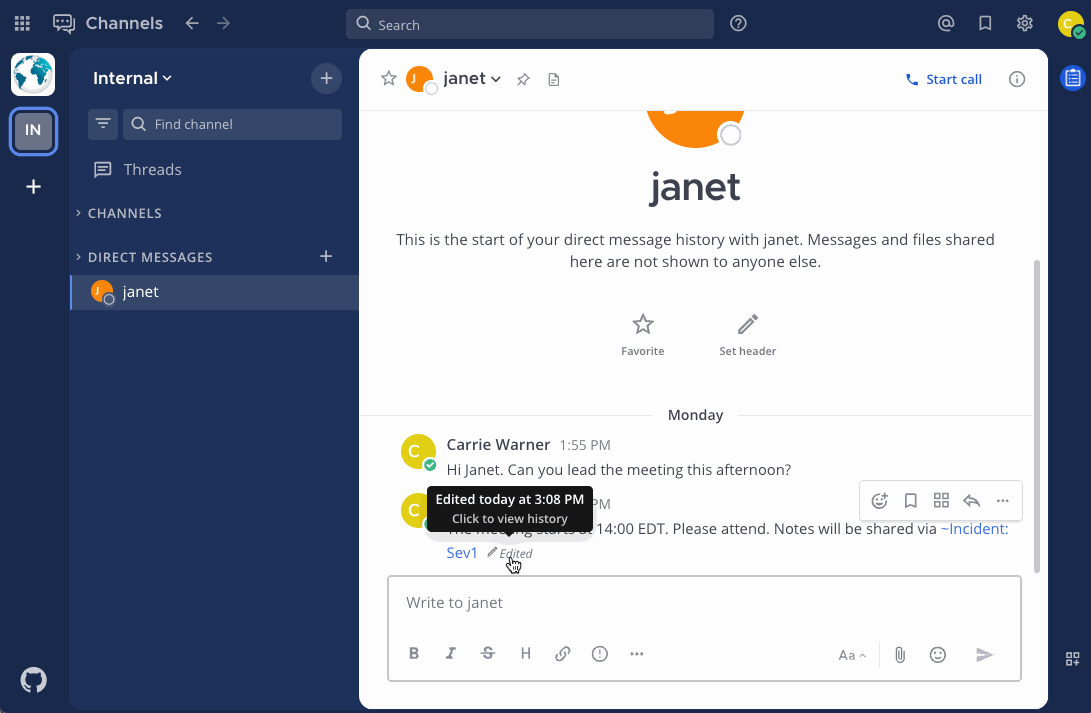 Channels
Search
C
IN
Internal
Find channel
Threads
CHANNELS
DIRECT MESSAGES
J janet
J janet
Start call
janet
This is the start of your direct message history with janet. Messages and files shared
here are not shown to anyone else.
Favorite
Set header
Monday
C
Carrie Warner 1:55 PM
Hi Janet. Can you lead the meeting this afternoon?
C
PM
Edited today at 3:08 PM
Click to view history
The meeting starts at 14:00 EDT. Please attend. Notes will be shared via ~Incident:
Sev1 Edited
Write to janet
B I S H
Aa